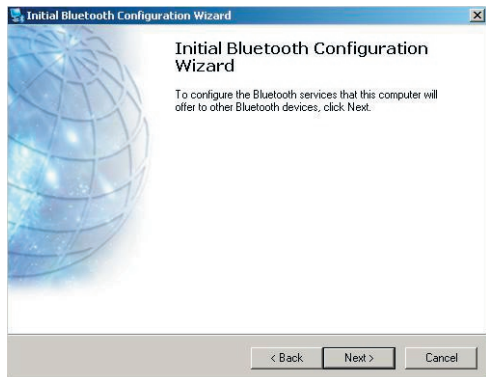 Initial Bluetooth Configuration Wizard
Initial Bluetooth Configuration
Wizard
To configure the Bluetooth services that this computer will
offer to other Bluetooth devices, click Next.
< Back
Next >
Cancel